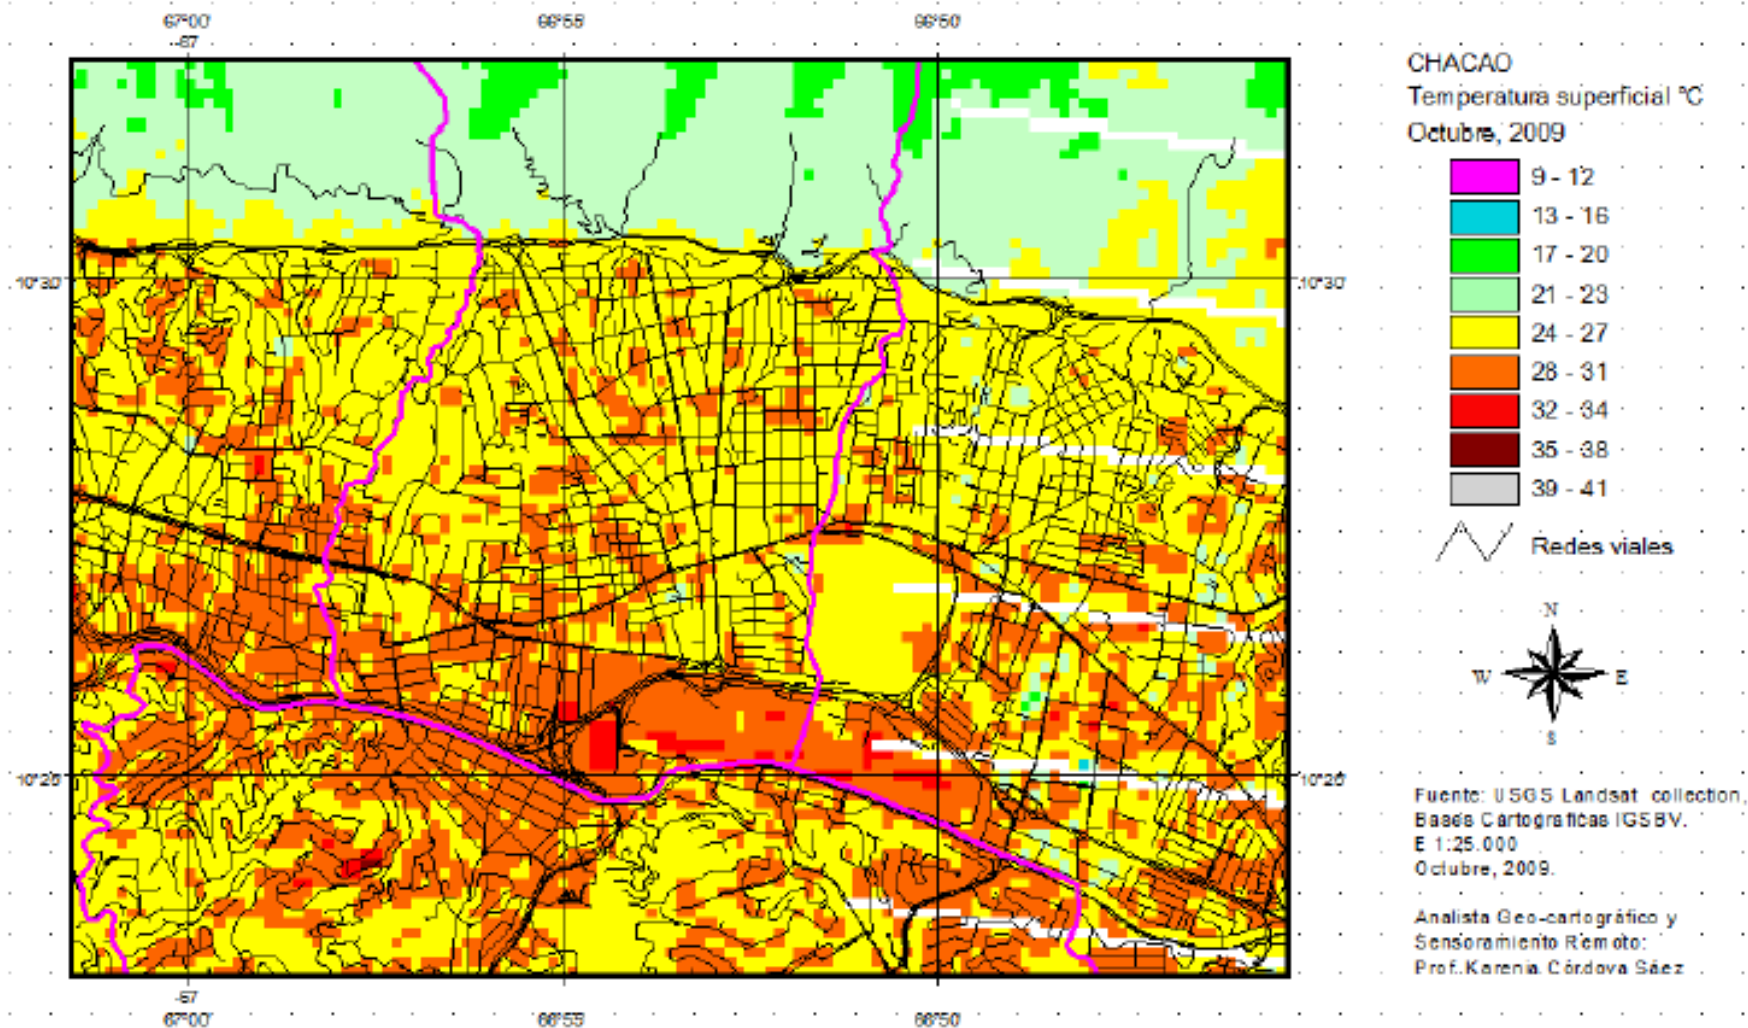 67°00'
66°55'
66°50'
-67
10°30'
10°30'
10°25'
10°25'
-67
67°00'
66°55'
66°50'
CHACAO
Temperatura superficial °C
Octubre, 2009
9 - 12
13 - 16
17 - 20
21 - 23
24 - 27
28 - 31
32 - 34
35 - 38
39 - 41
Redes viales
N
W
E
S
Fuente: USGS Landsat collection,
Bases Cartograficas IGSBV.
E 1:25.000
Octubre, 2009.
Analista Geo-cartográfico y
Sensoramiento Remoto:
Prof. Karenia Córdova Sáez